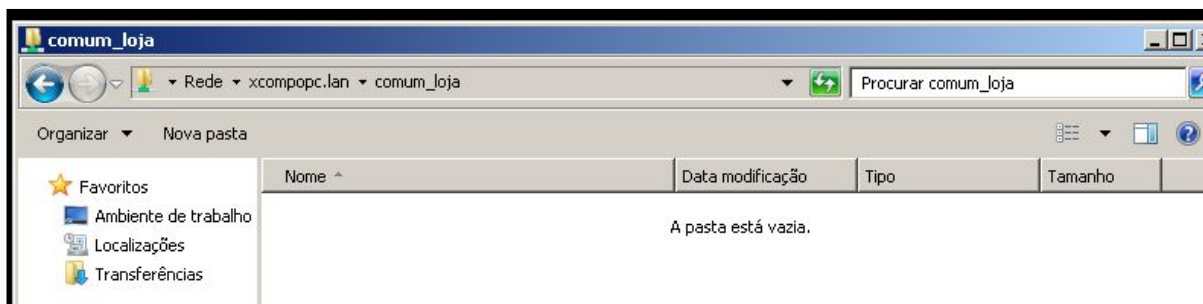 comum_loja
Rede xcompopc.lan comum_loja Procurar comum_loja
Organizar Nova pasta
Favoritos Nome Data modificação Tipo Tamanho
Ambiente de trabalho A pasta está vazia.
Localizações
Transferências